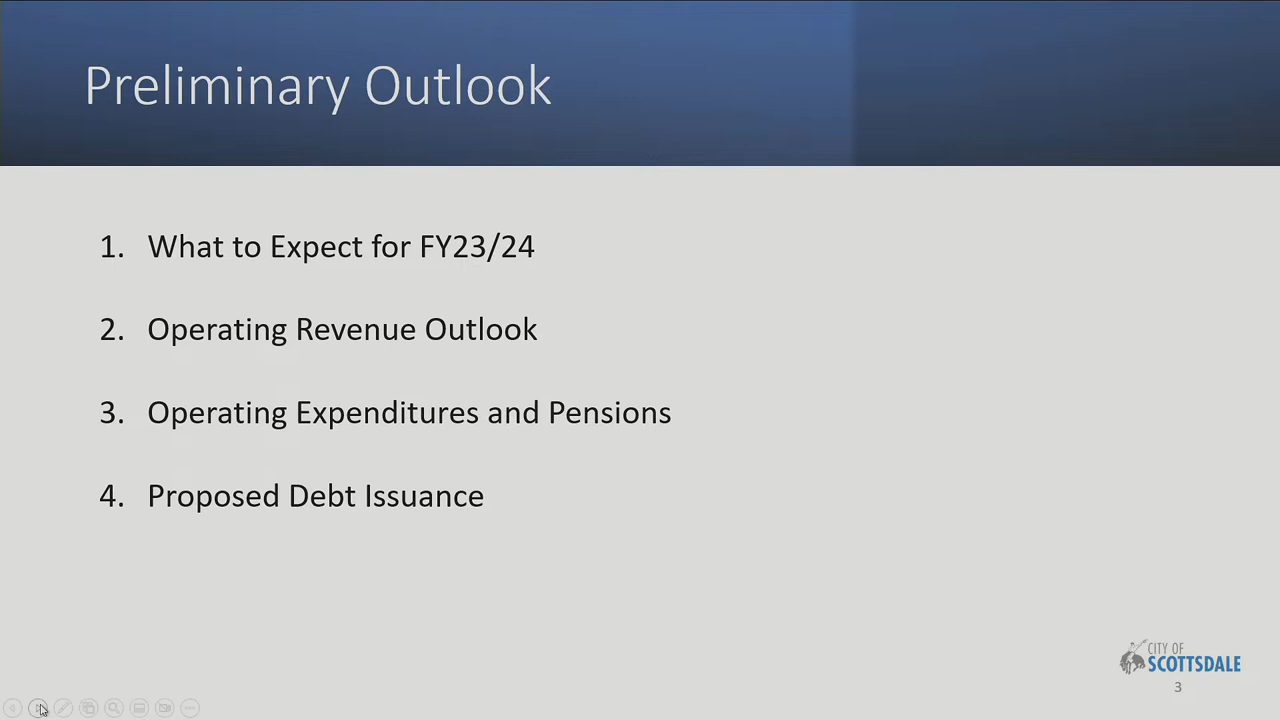 Preliminary Outlook
1. What to Expect for FY23/24
2. Operating Revenue Outlook
3. Operating Expenditures and Pensions
4. Proposed Debt Issuance
CITY OF
SCOTTSDALE
3